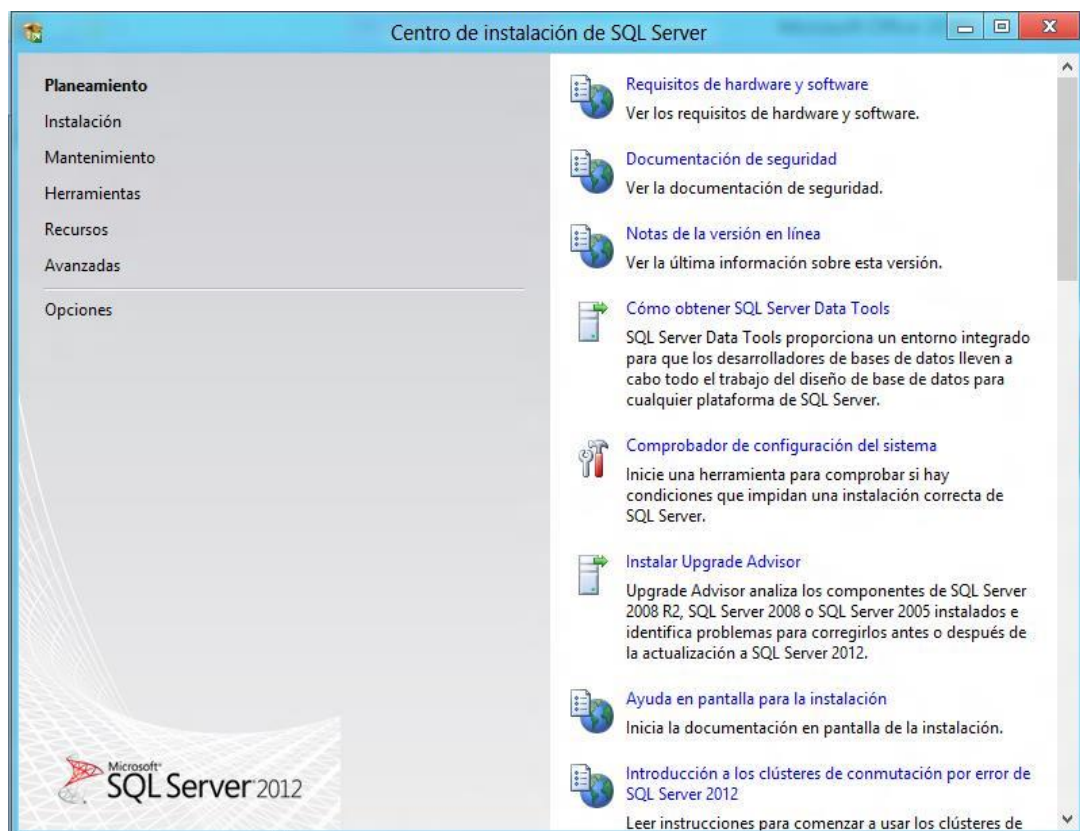 Centro de instalación de SQL Server
Planeamiento
Instalación
Mantenimiento
Herramientas
Recursos
Avanzadas
Opciones
Requisitos de hardware y software
Ver los requisitos de hardware y software.
Documentación de seguridad
Ver la documentación de seguridad.
Notas de la versión en línea
Ver la última información sobre esta versión.
Cómo obtener SQL Server Data Tools
SQL Server Data Tools proporciona un entorno integrado
para que los desarrolladores de bases de datos lleven a
cabo todo el trabajo del diseño de base de datos para
cualquier plataforma de SQL Server.
Comprobador de configuración del sistema
Inicie una herramienta para comprobar si hay
condiciones que impidan una instalación correcta de
SQL Server.
Instalar Upgrade Advisor
Upgrade Advisor analiza los componentes de SQL Server
2008 R2, SQL Server 2008 o SQL Server 2005 instalados e
identifica problemas para corregirlos antes o después de
la actualización a SQL Server 2012.
Ayuda en pantalla para la instalación
Inicia la documentación en pantalla de la instalación.
Introducción a los clústeres de conmutación por error de
SQL Server 2012
Leer instrucciones para comenzar a usar los clústeres de
Microsoft
SQL Server 2012